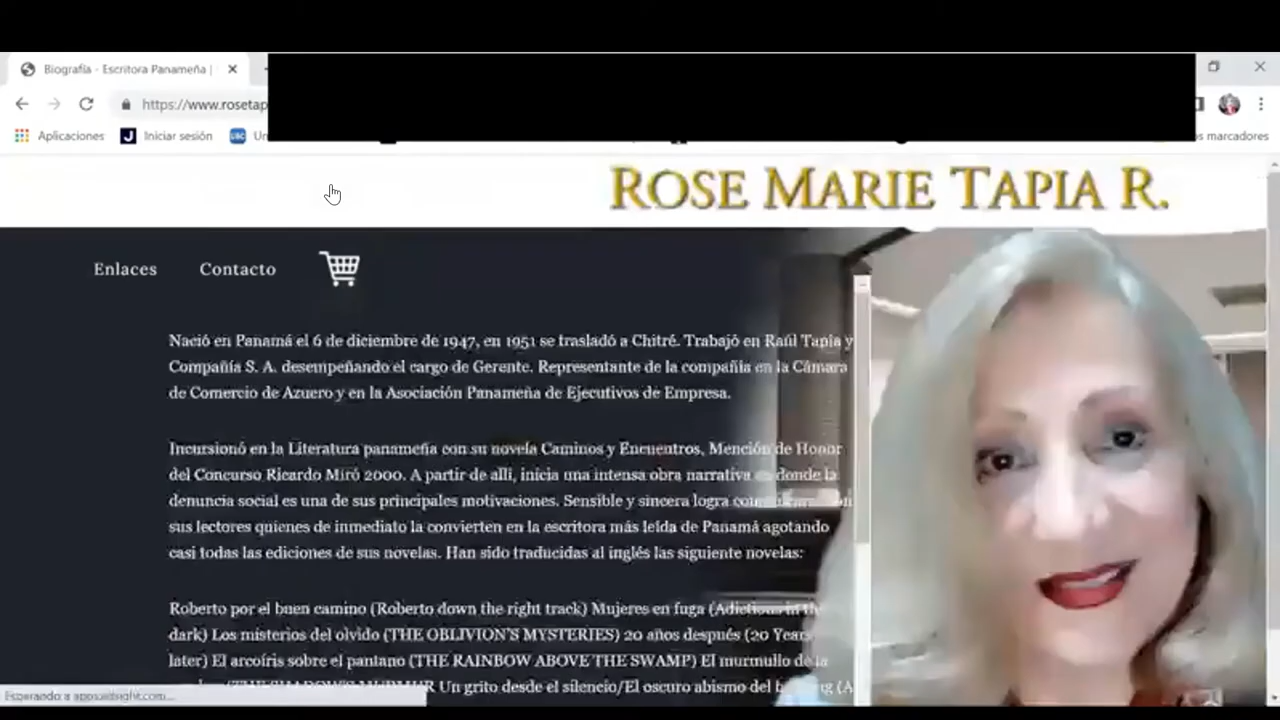 Biografía - Escritora Panameña |
https://www.rosetap
Aplicaciones Iniciar sesión Un
s marcadores
ROSE MARIE TAPIA R.
Enlaces Contacto
Nació en Panamá el 6 de diciembre de 1947, en 1951 se trasladó a Chitré. Trabajó en Raúl Tapia y
Compañía S. A. desempeñando el cargo de Gerente. Representante de la compañía en la Cámara
de Comercio de Azuero y en la Asociación Panameña de Ejecutivos de Empresa.
Incursionó en la Literatura panameña con su novela Caminos y Encuentros, Mención de Honor
del Concurso Ricardo Miró 2000. A partir de allí, inicia una intensa obra narrativa en donde la
denuncia social es una de sus principales motivaciones. Sensible y sincera logra
sus lectores quienes de inmediato la convierten en la escritora más leída de Panamá agotando
casi todas las ediciones de sus novelas. Han sido traducidas al inglés las siguiente novelas:
Roberto por el buen camino (Roberto down the right track) Mujeres en fuga (Adictions in the
dark) Los misterios del olvido (THE OBLIVION'S MYSTERIES) 20 años después (20 Years
later) El arcoíris sobre el pantano (THE RAINBOW ABOVE THE SWAMP) El murmullo de la
Un grito desde el silencio/El oscuro abismo del
Esperando a